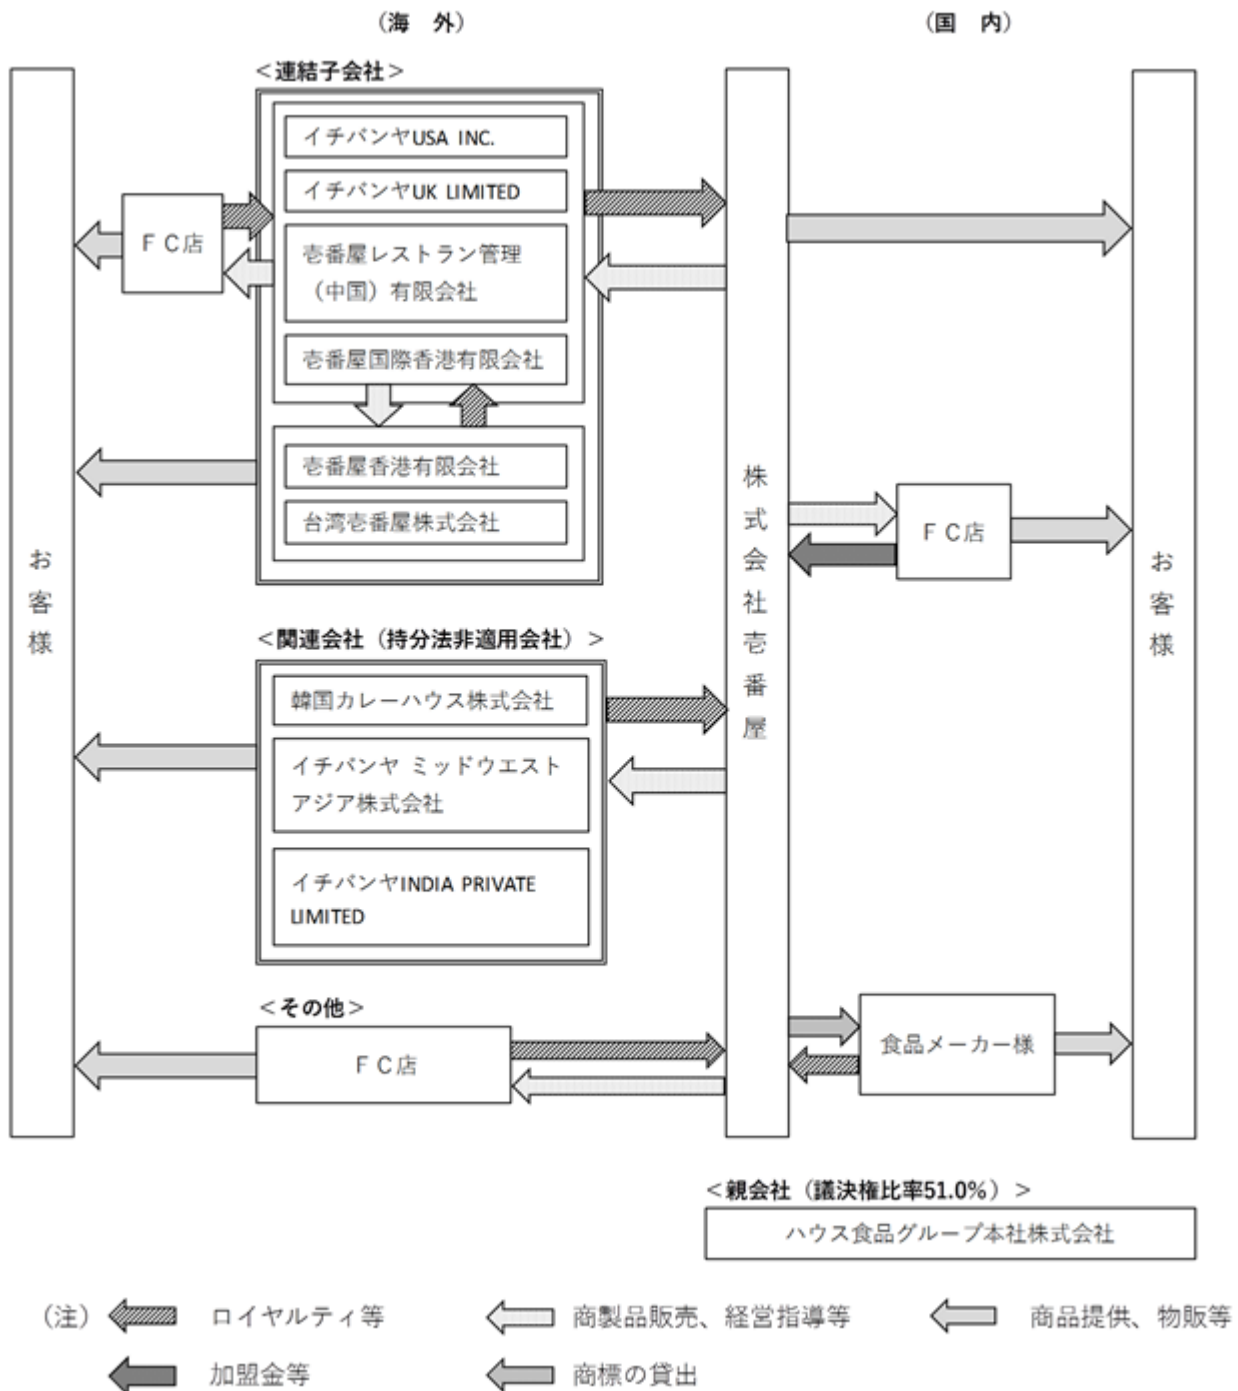 （海　外）
（国　内）
＜連結子会社＞
イチバンヤUSA INC.
イチバンヤUK LIMITED
ＦＣ店
壱番屋レストラン管理
（中国）有限会社
壱番屋国際香港有限会社
壱番屋香港有限会社
台湾壱番屋株式会社
お客様
株式会社壱番屋
ＦＣ店
お客様
＜関連会社（持分法非適用会社）＞
韓国カレーハウス株式会社
イチバンヤ ミッドウエスト
アジア株式会社
イチバンヤINDIA PRIVATE
LIMITED
＜その他＞
ＦＣ店
食品メーカー様
＜親会社（議決権比率51.0%）＞
ハウス食品グループ本社株式会社
（注）
ロイヤルティ等
商製品販売、経営指導等
商品提供、物販等
加盟金等
商標の貸出